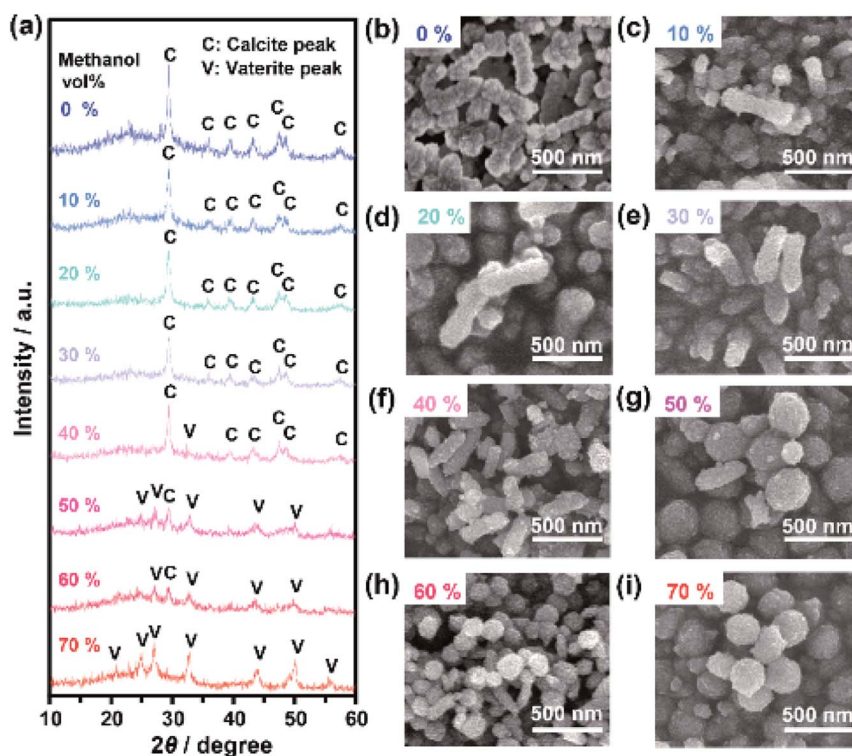 (a)
Methanol
vol%
C: Calcite peak
V: Vaterite peak
0 %
C
C C C C C C
10 %
C
C C C C C C
20 %
C
C C C C C C
30 %
C
C C C C C C
40 %
C
V C C C C C
50 %
V V C V V V
60 %
V C V V V
70 %
V V V V V V V
Intensity / a.u.
10 20 30 40 50 60
2θ / degree
(b) 0 %
500 nm
(c) 10 %
500 nm
(d) 20 %
500 nm
(e) 30 %
500 nm
(f) 40 %
500 nm
(g) 50 %
500 nm
(h) 60 %
500 nm
(i) 70 %
500 nm